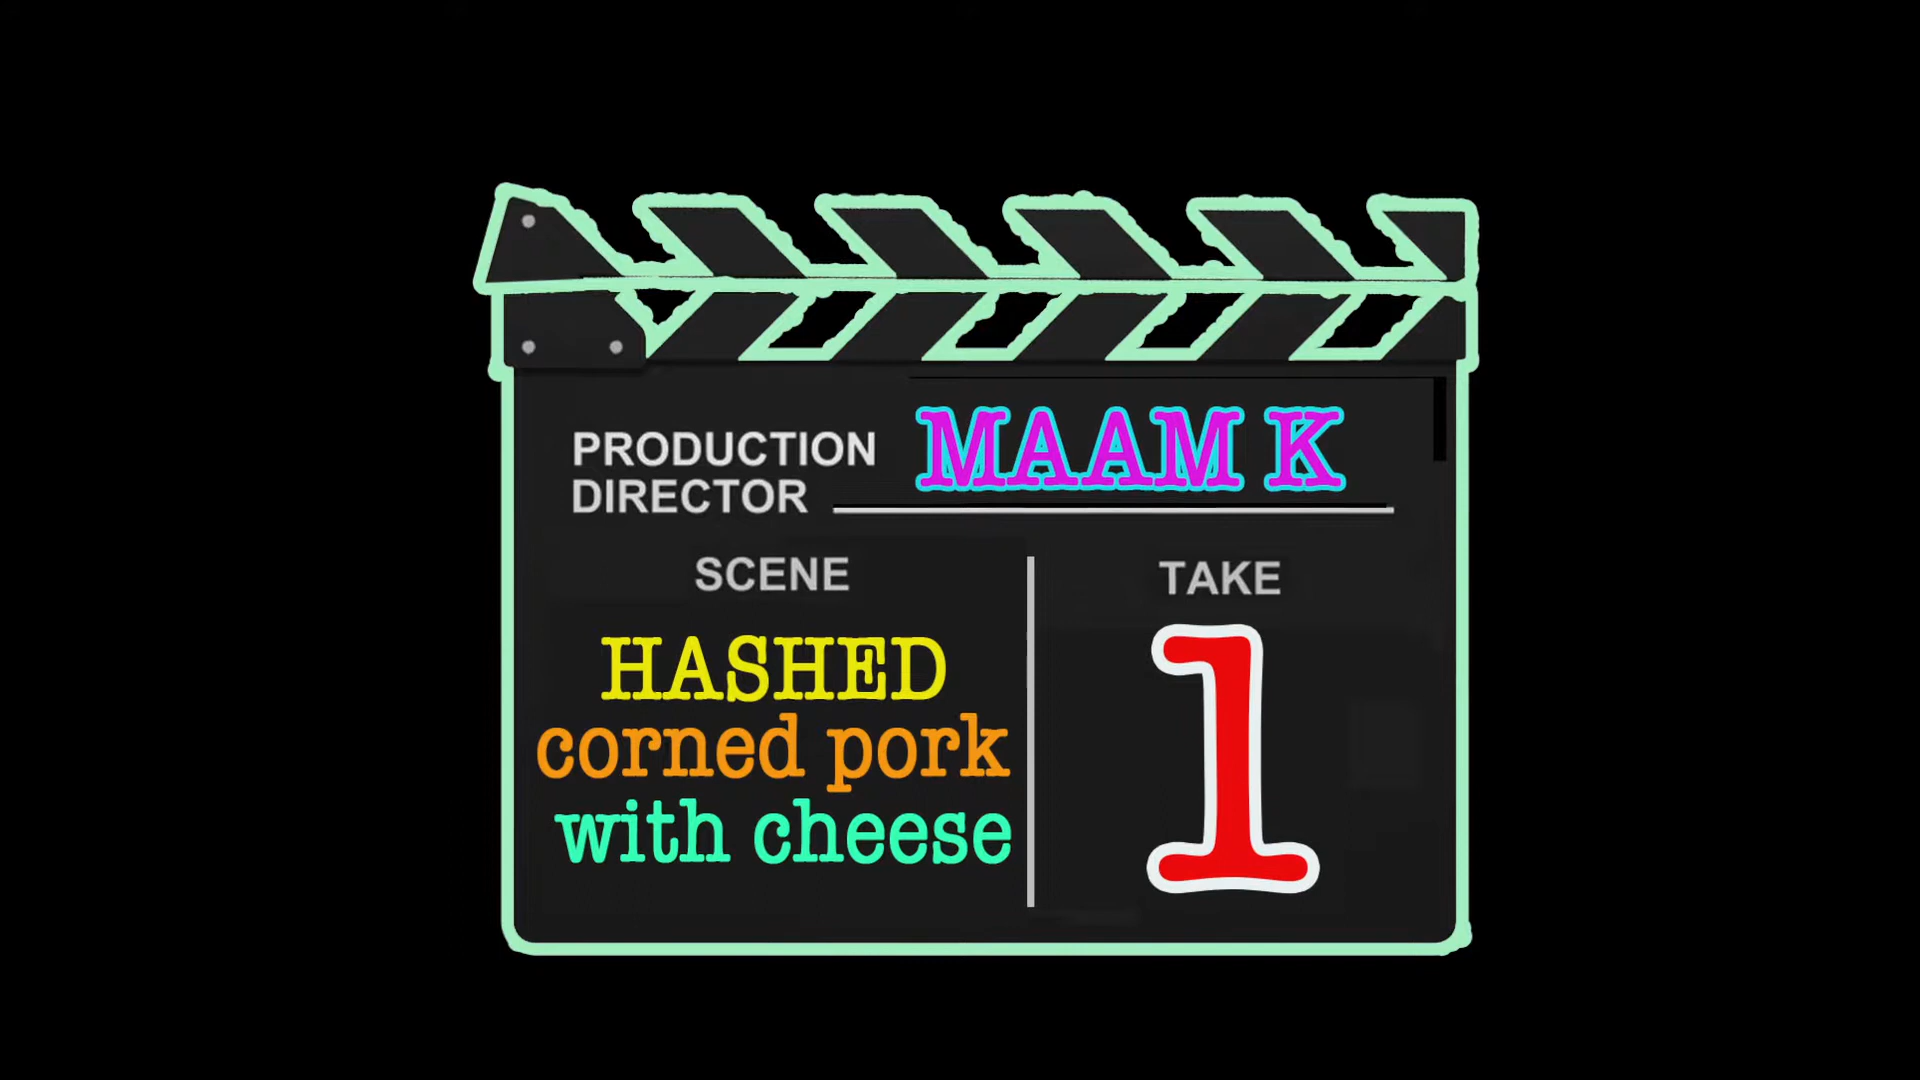 PRODUCTION MAAM K
DIRECTOR
SCENE
HASHED
corned pork
with cheese
TAKE
1